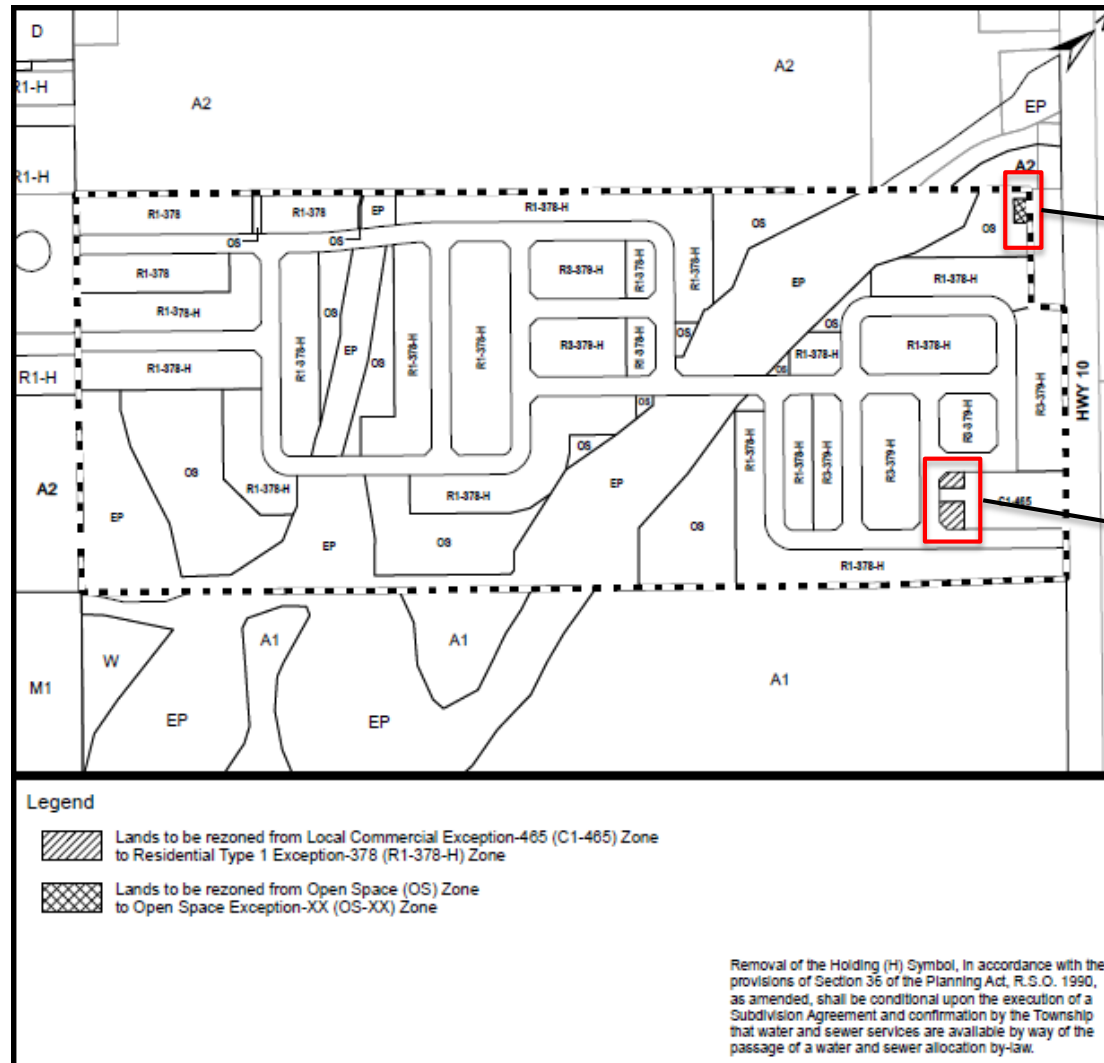 D
A2
EP
R1-H
A2
R1-H
A2
R1-378
R1-378
EP
R1-378-H
OS
OS
OS
OS
R1-378
R3-379-H
R1-378-H
R1-378-H
EP
R1-378-H
R1-378-H
OS
OS
R1-H
R1-378-H
R1-378-H
EP
OS
R1-378-H
R1-378-H
R3-379-H
R1-378-H
OS
OS
R1-378-H
R1-378-H
R3-379-H
HWY 10
A2
EP
OS
R1-378-H
R1-378-H
OS
OS
EP
R1-378-H
R1-378-H
R3-379-H
R3-379-H
R3-379-H
C1-465
EP
OS
OS
R1-378-H
M1
W
A1
A1
A1
EP
EP
Legend
Lands to be rezoned from Local Commercial Exception-465 (C1-465) Zone
to Residential Type 1 Exception-378 (R1-378-H) Zone
Lands to be rezoned from Open Space (OS) Zone
to Open Space Exception-XX (OS-XX) Zone
Removal of the Holding (H) Symbol, in accordance with the
provisions of Section 36 of the Planning Act, R.S.O. 1990,
as amended, shall be conditional upon the execution of a
Subdivision Agreement and confirmation by the Township
that water and sewer services are available by way of the
passage of a water and sewer allocation by-law.